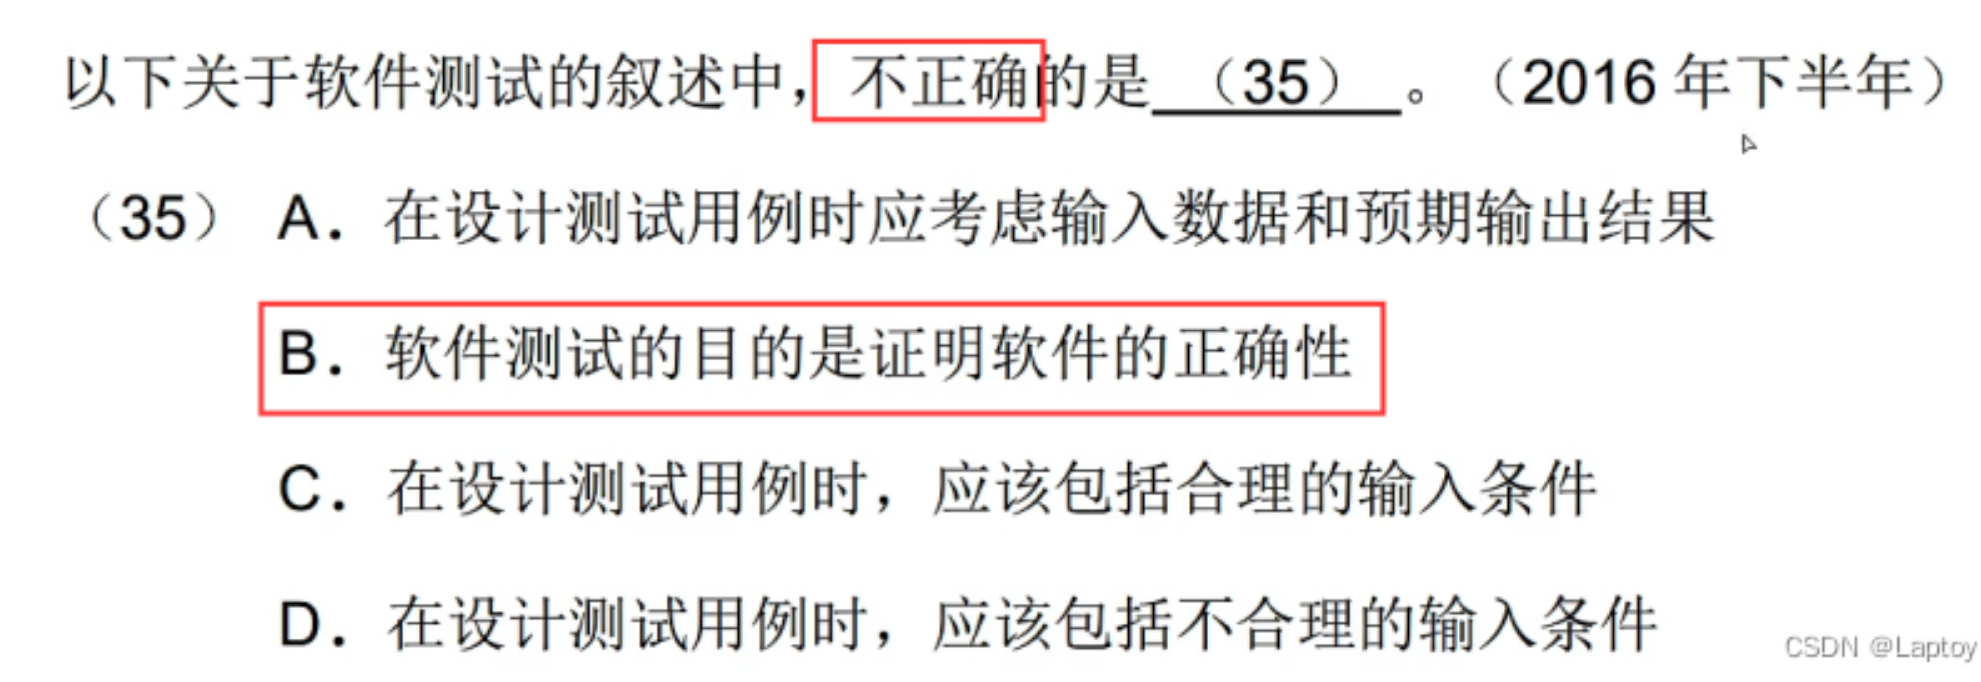 以下关于软件测试的叙述中，不正确的是（35）。（2016 年下半年）
（35） A．在设计测试用例时应考虑输入数据和预期输出结果
B．软件测试的目的是证明软件的正确性
C．在设计测试用例时，应该包括合理的输入条件
D．在设计测试用例时，应该包括不合理的输入条件
CSDN @Laptoy